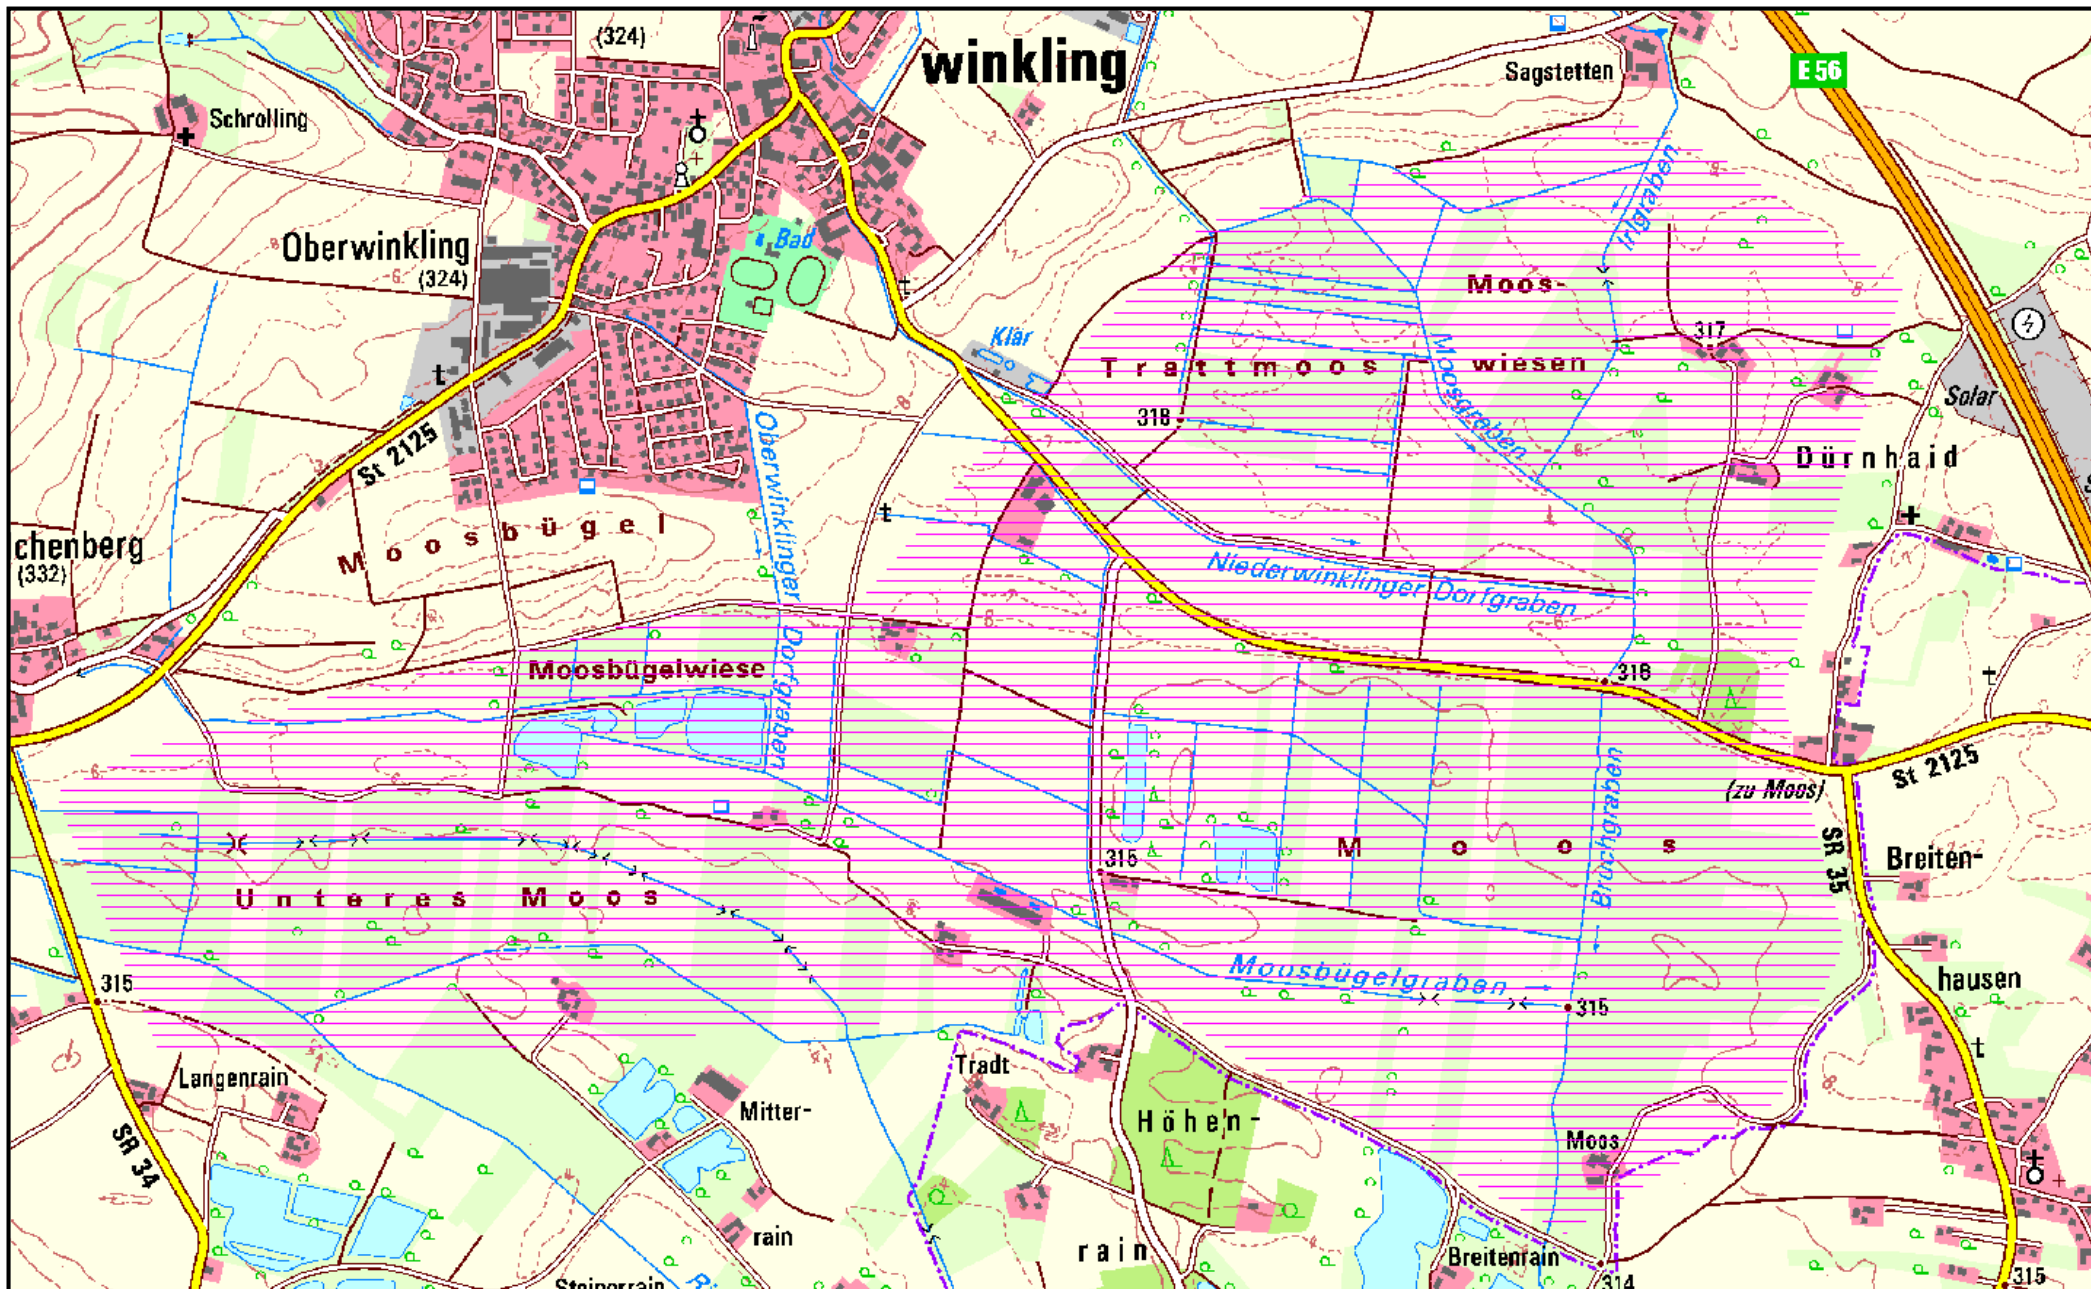 (324)
winkling
Sagstetten
E 56
Schrolling
Irlgraben
Oberwinkling
(324)
Bad
Moos-
Klär
317
Trattmoos
wiesen
Moosgraben
Solar
318
St 2125
Oberwinklinger Dorfgraben
Dürnhaid
Moosbügel
chenberg
(332)
Niederwinklinger Dorfgraben
Moosbügelwiese
318
St 2125
(zu Moos)
Bruchgraben
SR 35
Moos
315
Breiten-
Unteres Moos
Moosbügelgraben
hausen
315
315
Tradt
Langenrain
Mitter-
Höhen-
Moos
SR 34
rain
rain
Breitenrain
314
315